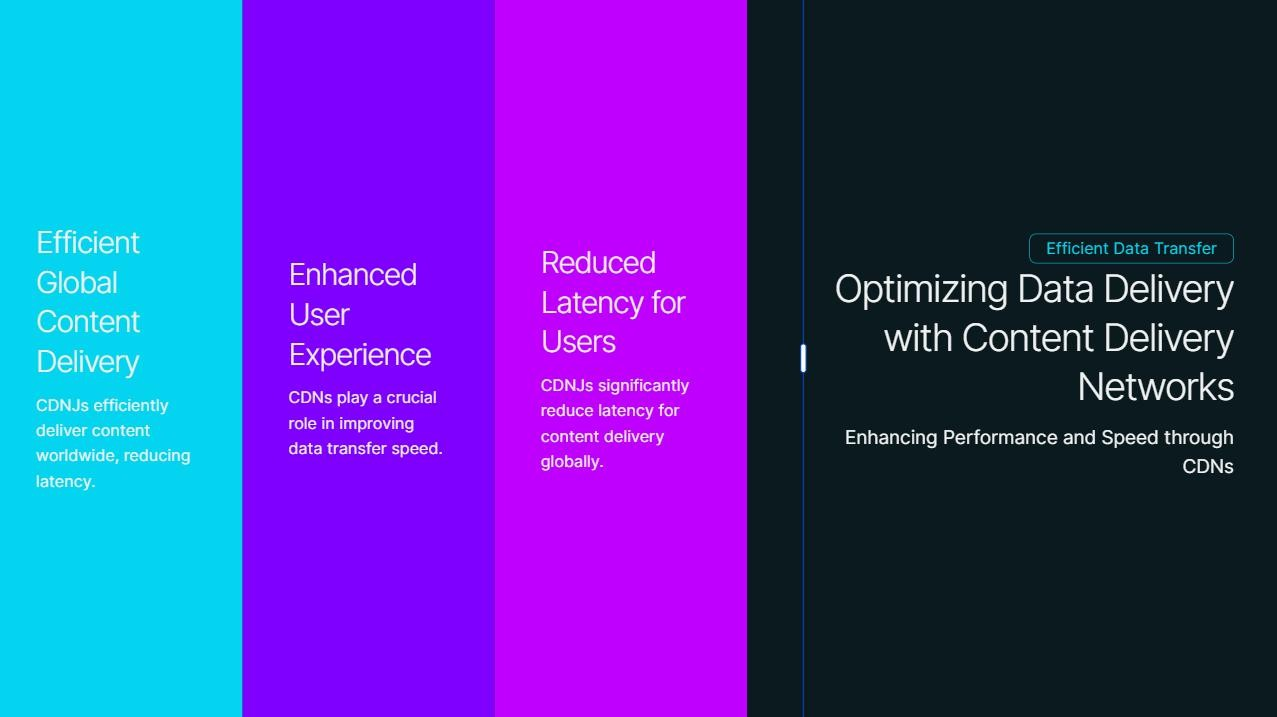 Efficient
Global
Content
Delivery
CDNJs efficiently
deliver content
worldwide, reducing
latency.
Enhanced
User
Experience
CDNs play a crucial
role in improving
data transfer speed.
Reduced
Latency for
Users
CDNJs significantly
reduce latency for
content delivery
globally.
Efficient Data Transfer
Optimizing Data Delivery
with Content Delivery
Networks
Enhancing Performance and Speed through
CDNs